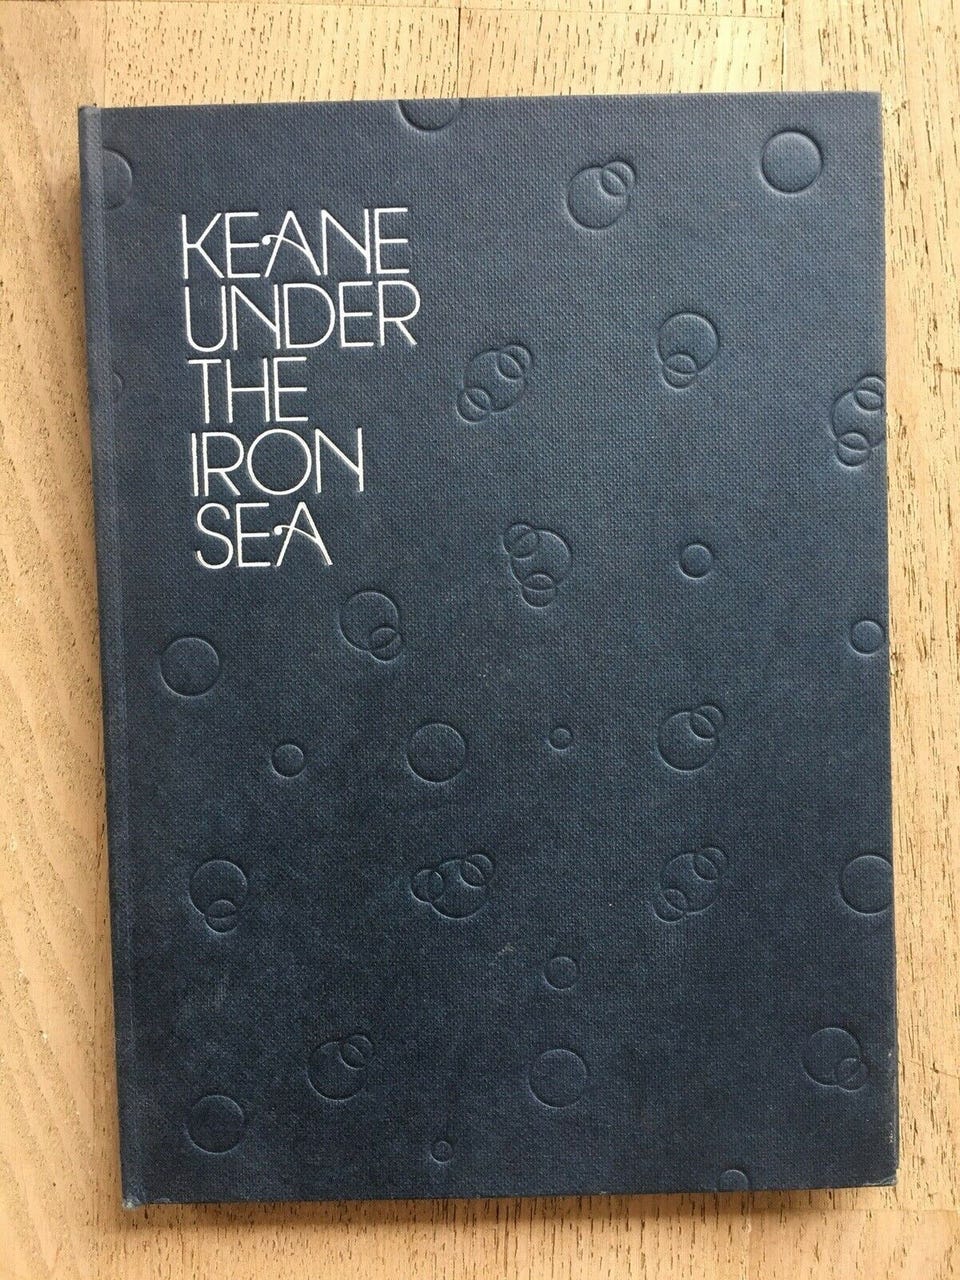 KEANE
UNDER
THE
IRON
SEA